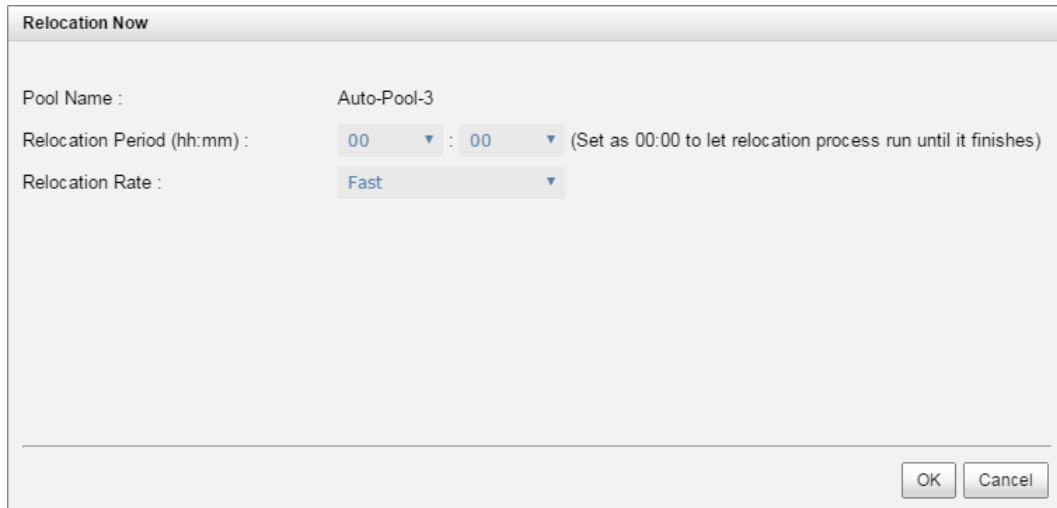 Relocation Now
Pool Name : Auto-Pool-3
Relocation Period (hh:mm) : 00 : 00 (Set as 00:00 to let relocation process run until it finishes)
Relocation Rate : Fast
OK Cancel